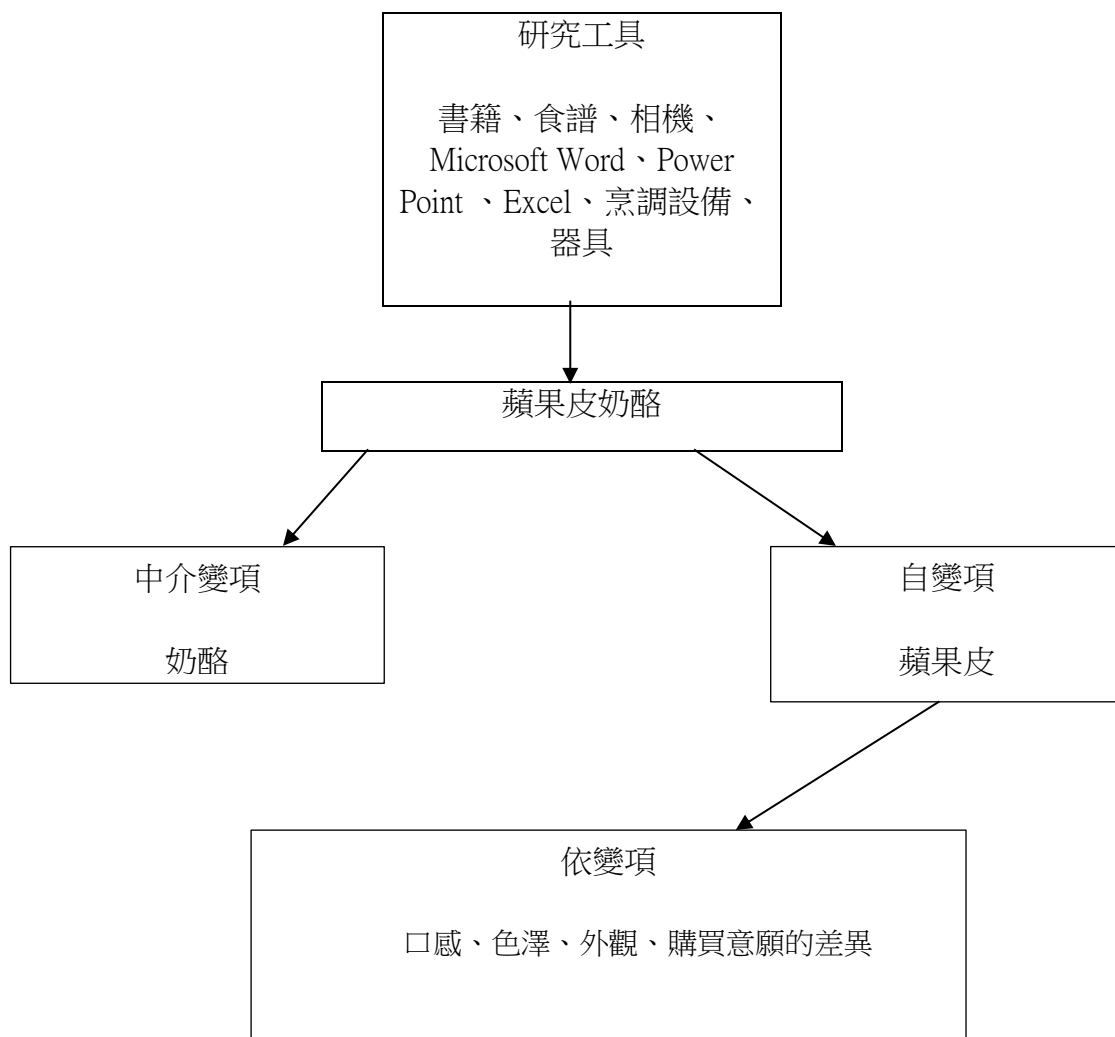 研究工具
書籍、食譜、相機、
Microsoft Word、Power
Point 、Excel、烹調設備、
器具
蘋果皮奶酪
中介變項
奶酪
自變項
蘋果皮
依變項
口感、色澤、外觀、購買意願的差異